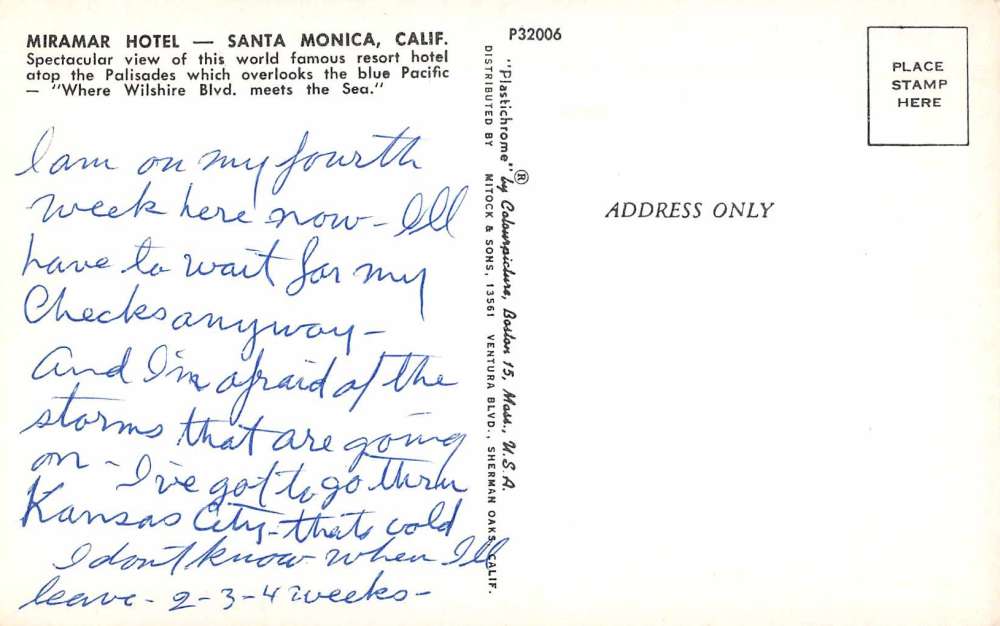 MIRAMAR HOTEL — SANTA MONICA, CALIF.
Spectacular view of this world famous resort hotel
atop the Palisades which overlooks the blue Pacific
— "Where Wilshire Blvd. meets the Sea."
I am on my fourth
week here now - I'll
have to wait for my
Checks anyway -
And I'm afraid of the
storms that are going
on - I've got to go thru
Kansas City - that's cold
I don't know when I'll
leave - 2 - 3 - 4 weeks -
P32006
"Plastichrome" ® by Colourpicture, Boston 15, Mass., U.S.A.
DISTRIBUTED BY MITOCK & SONS, 13561 VENTURA BLVD., SHERMAN OAKS, CALIF.
PLACE
STAMP
HERE
ADDRESS ONLY